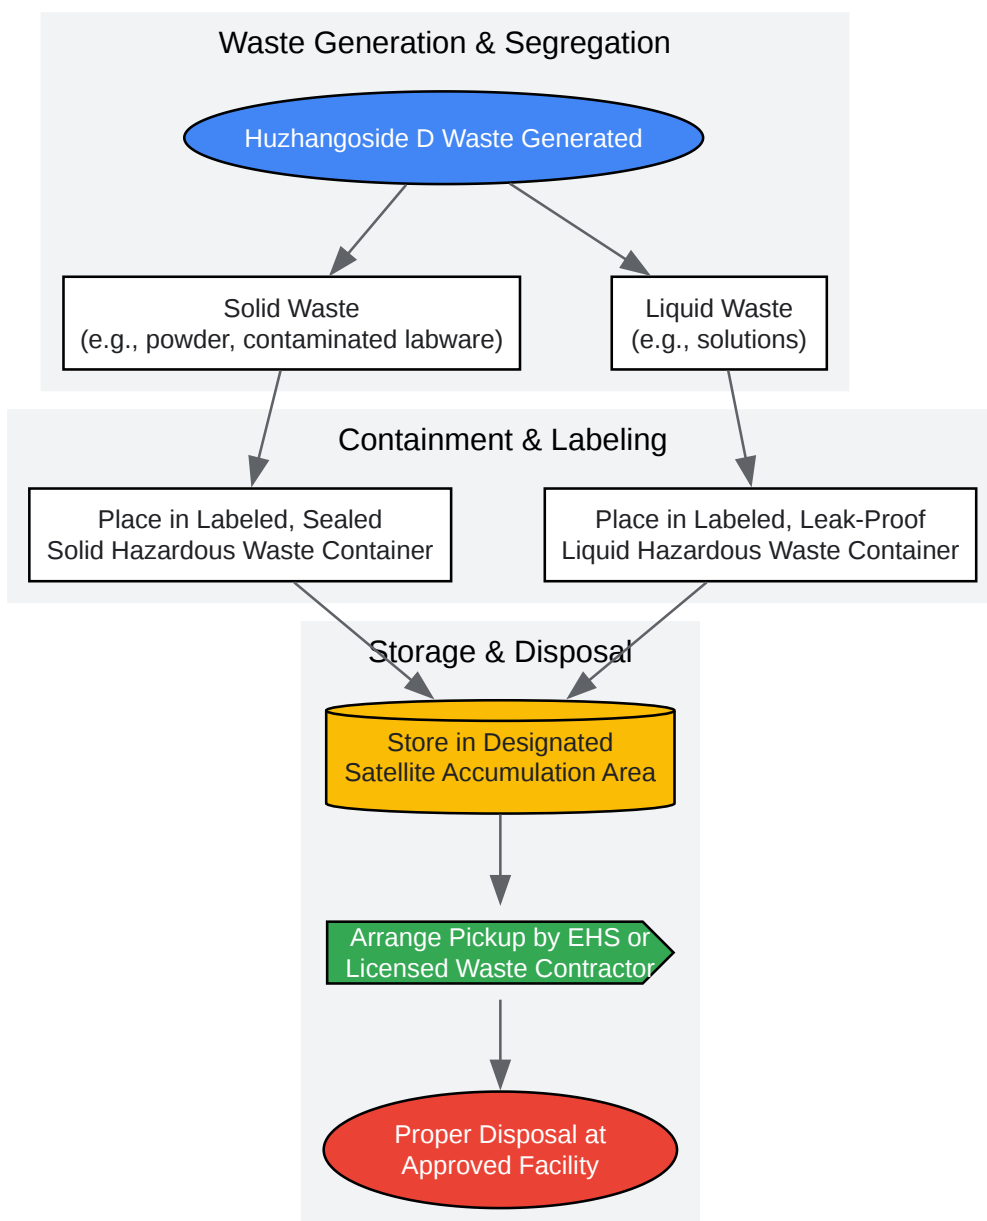 Waste Generation & Segregation
Huzhangoside D Waste Generated
Solid Waste
(e.g., powder, contaminated labware)
Liquid Waste
(e.g., solutions)
Containment & Labeling
Place in Labeled, Sealed
Solid Hazardous Waste Container
Place in Labeled, Leak-Proof
Liquid Hazardous Waste Container
Storage & Disposal
Store in Designated
Satellite Accumulation Area
Arrange Pickup by EHS or
Licensed Waste Contractor
Proper Disposal at
Approved Facility